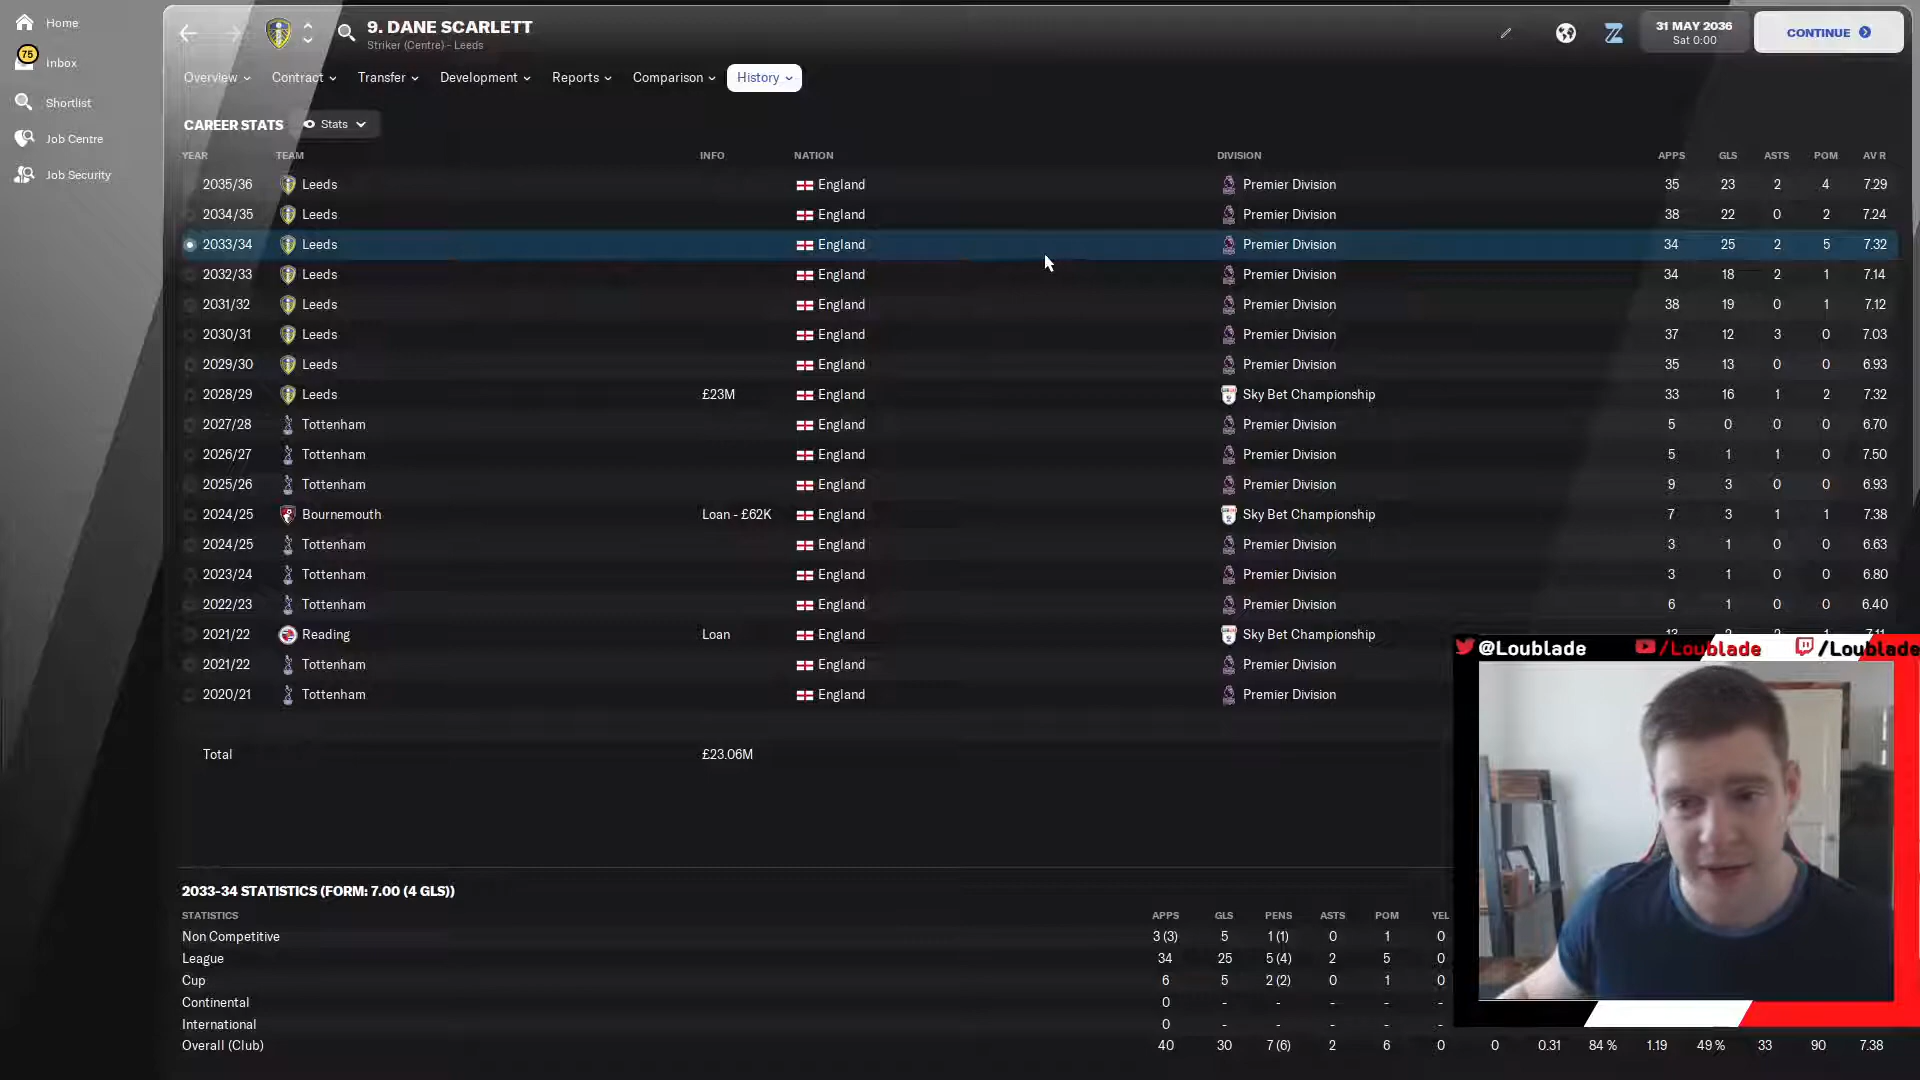 Home
75
Inbox
Shortlist
Job Centre
Job Security
9. DANE SCARLETT
Striker (Centre) - Leeds
31 MAY 2036
Sat 0:00
CONTINUE
Overview Contract Transfer Development Reports Comparison History
CAREER STATS Stats
YEAR TEAM INFO NATION DIVISION APPS GLS ASTS POM AV R
2035/36 Leeds England Premier Division 35 23 2 4 7.29
2034/35 Leeds England Premier Division 38 22 0 2 7.24
2033/34 Leeds England Premier Division 34 25 2 5 7.32
2032/33 Leeds England Premier Division 34 18 2 1 7.14
2031/32 Leeds England Premier Division 38 19 0 1 7.12
2030/31 Leeds England Premier Division 37 12 3 0 7.03
2029/30 Leeds England Premier Division 35 13 0 0 6.93
2028/29 Leeds £23M England Sky Bet Championship 33 16 1 2 7.32
2027/28 Tottenham England Premier Division 5 0 0 0 6.70
2026/27 Tottenham England Premier Division 5 1 1 0 7.50
2025/26 Tottenham England Premier Division 9 3 0 0 6.93
2024/25 Bournemouth Loan - £62K England Sky Bet Championship 7 3 1 1 7.38
2024/25 Tottenham England Premier Division 3 1 0 0 6.63
2023/24 Tottenham England Premier Division 3 1 0 0 6.80
2022/23 Tottenham England Premier Division 6 1 0 0 6.40
2021/22 Reading Loan England Sky Bet Championship
2021/22 Tottenham England Premier Division
2020/21 Tottenham England Premier Division
Total £23.06M
@Loublade /Loublade /Loublade
2033-34 STATISTICS (FORM: 7.00 (4 GLS))
STATISTICS APPS GLS PENS ASTS POM YEL
Non Competitive 3 (3) 5 1 (1) 0 1 0
League 34 25 5 (4) 2 5 0
Cup 6 5 2 (2) 0 1 0
Continental 0 - - - - -
International 0 - - - - -
Overall (Club) 40 30 7 (6) 2 6 0 0 0.31 84 % 1.19 49 % 33 90 7.38